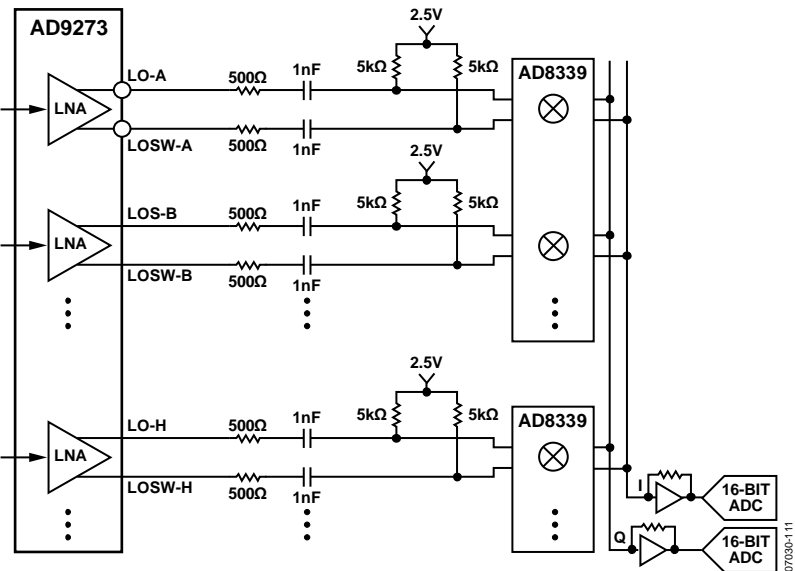 AD9273
2.5V
LO-A
500Ω
1nF
5kΩ
5kΩ
AD8339
LNA
LOSW-A
500Ω
1nF
2.5V
LOS-B
500Ω
1nF
5kΩ
5kΩ
LNA
LOSW-B
500Ω
1nF
2.5V
LO-H
500Ω
1nF
5kΩ
5kΩ
AD8339
LNA
LOSW-H
500Ω
1nF
I
16-BIT
ADC
Q
16-BIT
ADC
07030-111